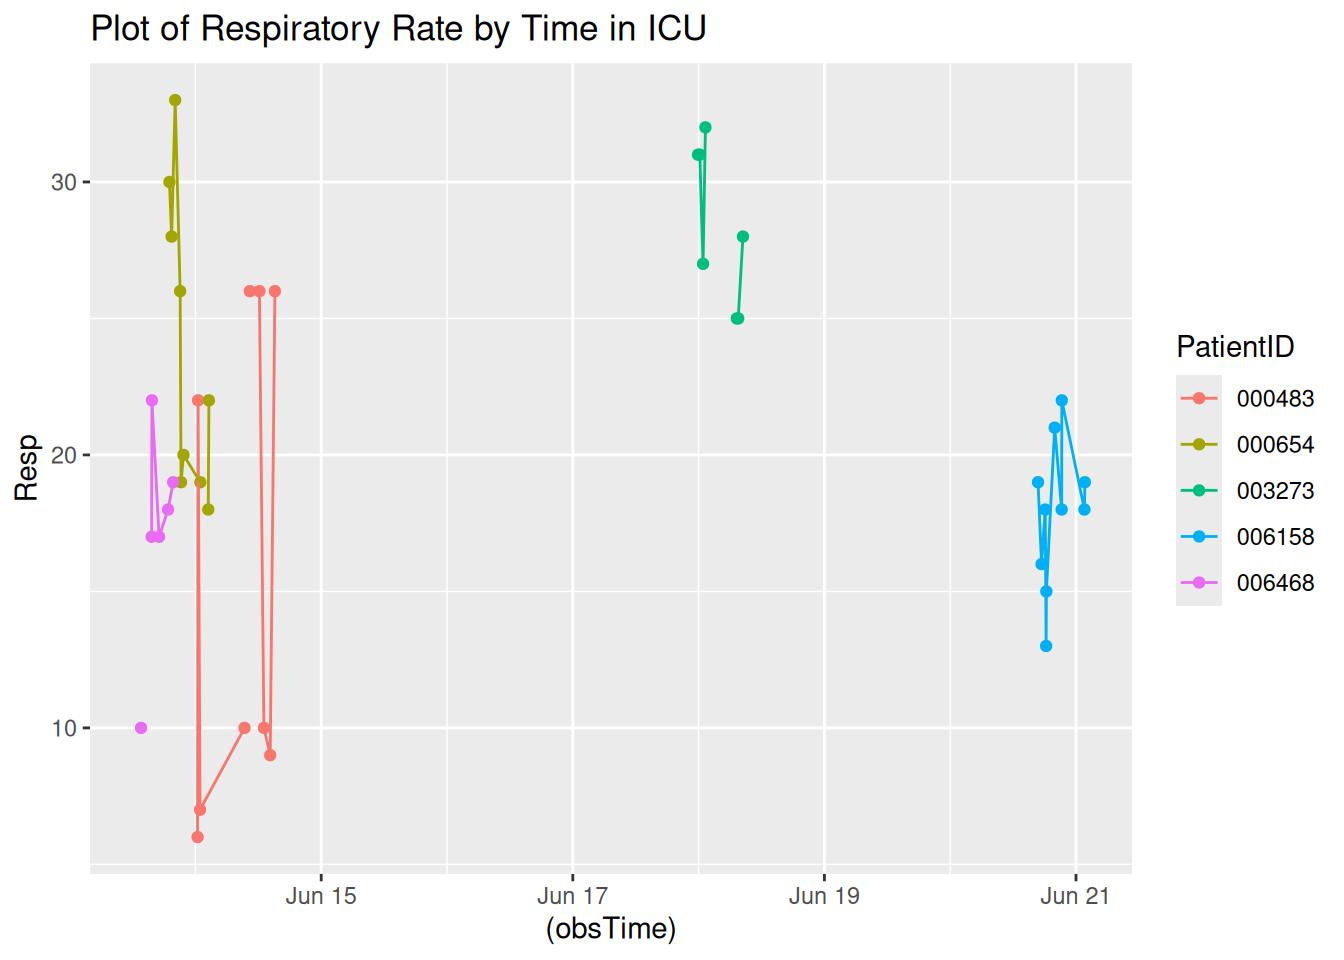 Plot of Respiratory Rate by Time in ICU
30
20
10
Resp
Jun 15
Jun 17
Jun 19
Jun 21
(obsTime)
PatientID
000483
000654
003273
006158
006468